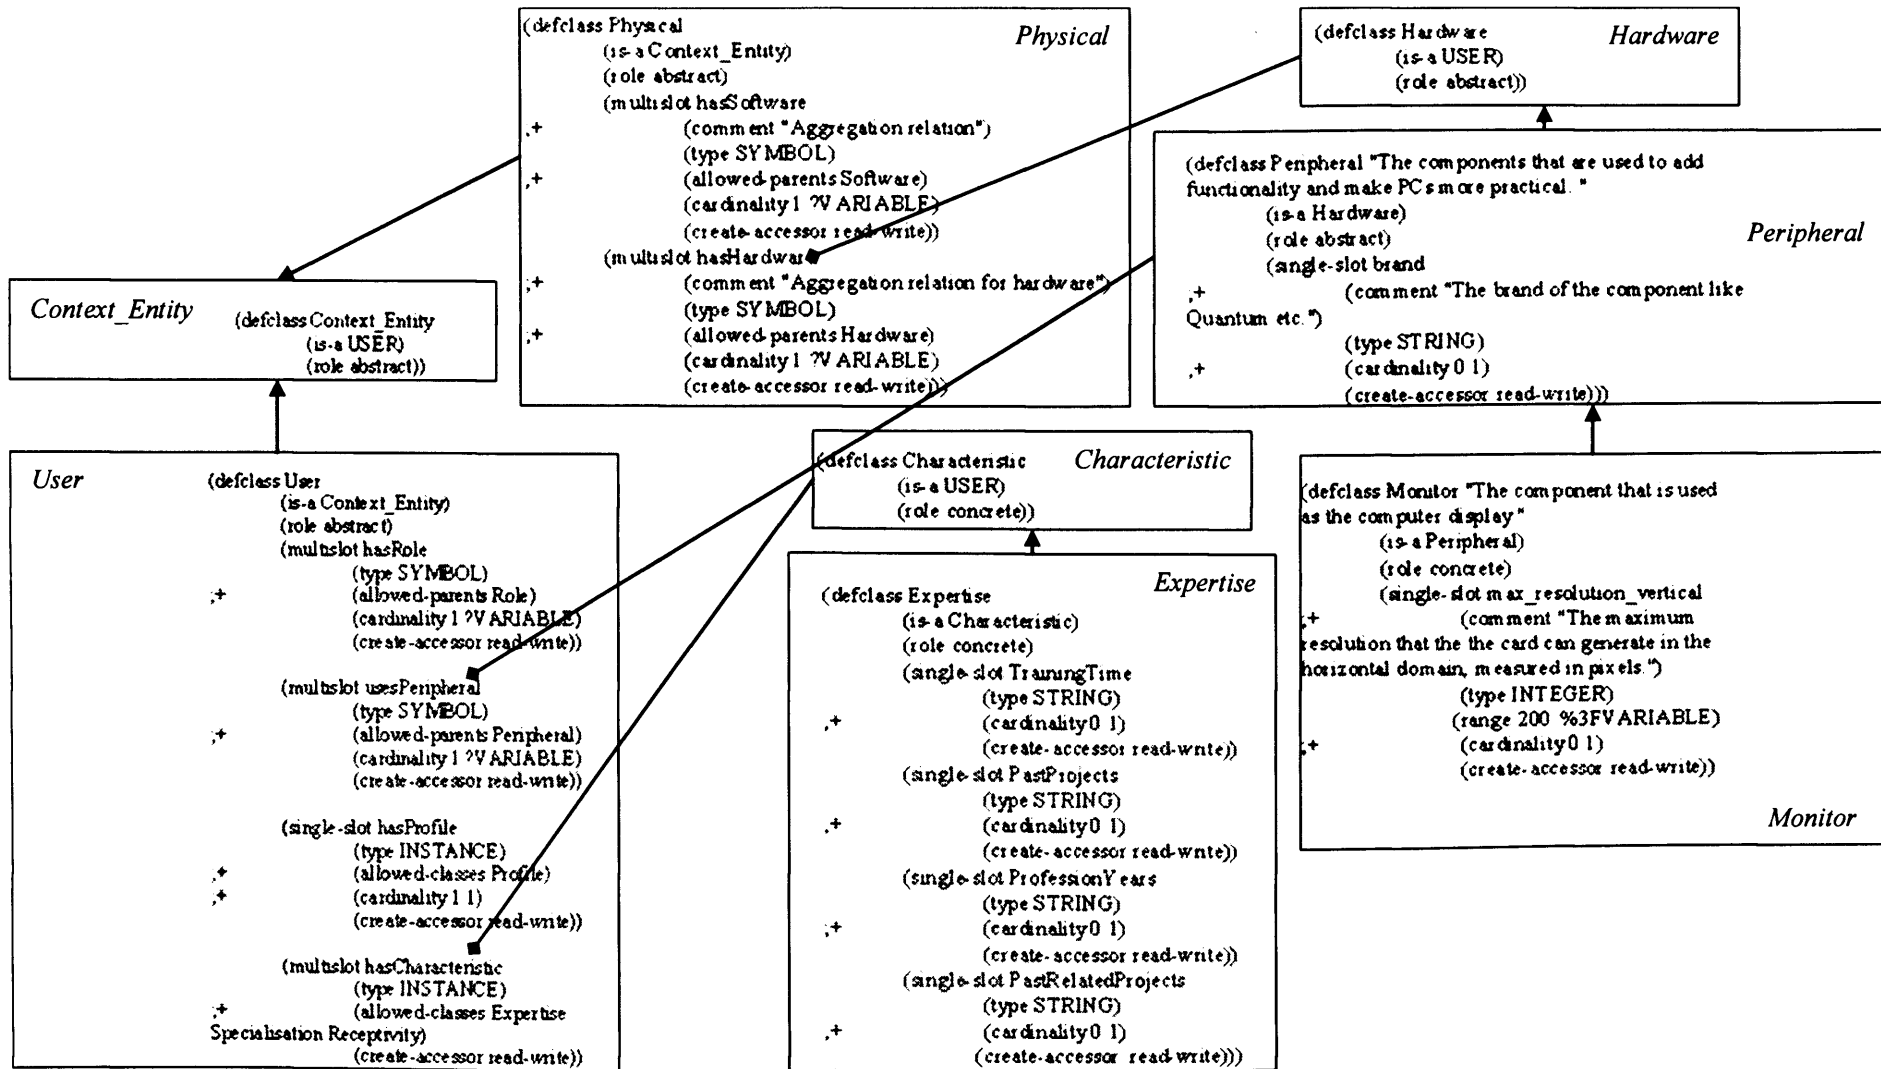 (defclass Physical
Physical
(is-a Context_Entity)
(role abstract)
(multislot hasSoftware
;+ (comment "Aggregation relation")
(type SYMBOL)
;+ (allowed-parents Software)
(cardinality 1 ?VARIABLE)
(create-accessor read-write))
(multislot hasHardware
;+ (comment "Aggregation relation for hardware")
(type SYMBOL)
;+ (allowed-parents Hardware)
(cardinality 1 ?VARIABLE)
(create-accessor read-write)))
(defclass Hardware
Hardware
(is-a USER)
(role abstract))
(defclass Peripheral "The components that are used to add
functionality and make PCs more practical. "
(is-a Hardware)
(role abstract)
Peripheral
(single-slot brand
;+ (comment "The brand of the component like
Quantum etc.")
(type STRING)
;+ (cardinality 0 1)
(create-accessor read-write)))
Context_Entity
(defclass Context_Entity
(is-a USER)
(role abstract))
User
(defclass User
(is-a Context_Entity)
(role abstract)
(multislot hasRole
(type SYMBOL)
;+ (allowed-parents Role)
(cardinality 1 ?VARIABLE)
(create-accessor read-write))
(multislot usesPeripheral
(type SYMBOL)
;+ (allowed-parents Peripheral)
(cardinality 1 ?VARIABLE)
(create-accessor read-write))
(single-slot hasProfile
(type INSTANCE)
;+ (allowed-classes Profile)
;+ (cardinality 1 1)
(create-accessor read-write))
(multislot hasCharacteristic
(type INSTANCE)
;+ (allowed-classes Expertise
Specialisation Receptivity)
(create-accessor read-write))
(defclass Characteristic
Characteristic
(is-a USER)
(role concrete))
Expertise
(defclass Expertise
(is-a Characteristic)
(role concrete)
(single-slot TrainingTime
(type STRING)
;+ (cardinality 0 1)
(create-accessor read-write))
(single-slot PastProjects
(type STRING)
;+ (cardinality 0 1)
(create-accessor read-write))
(single-slot ProfessionYears
(type STRING)
;+ (cardinality 0 1)
(create-accessor read-write))
(single-slot PastRelatedProjects
(type STRING)
;+ (cardinality 0 1)
(create-accessor read-write)))
(defclass Monitor "The component that is used
as the computer display"
(is-a Peripheral)
(role concrete)
(single-slot max_resolution_vertical
;+ (comment "The maximum
resolution that the the card can generate in the
horizontal domain, measured in pixels.")
(type INTEGER)
(range 200 %3FVARIABLE)
;+ (cardinality 0 1)
(create-accessor read-write))
Monitor